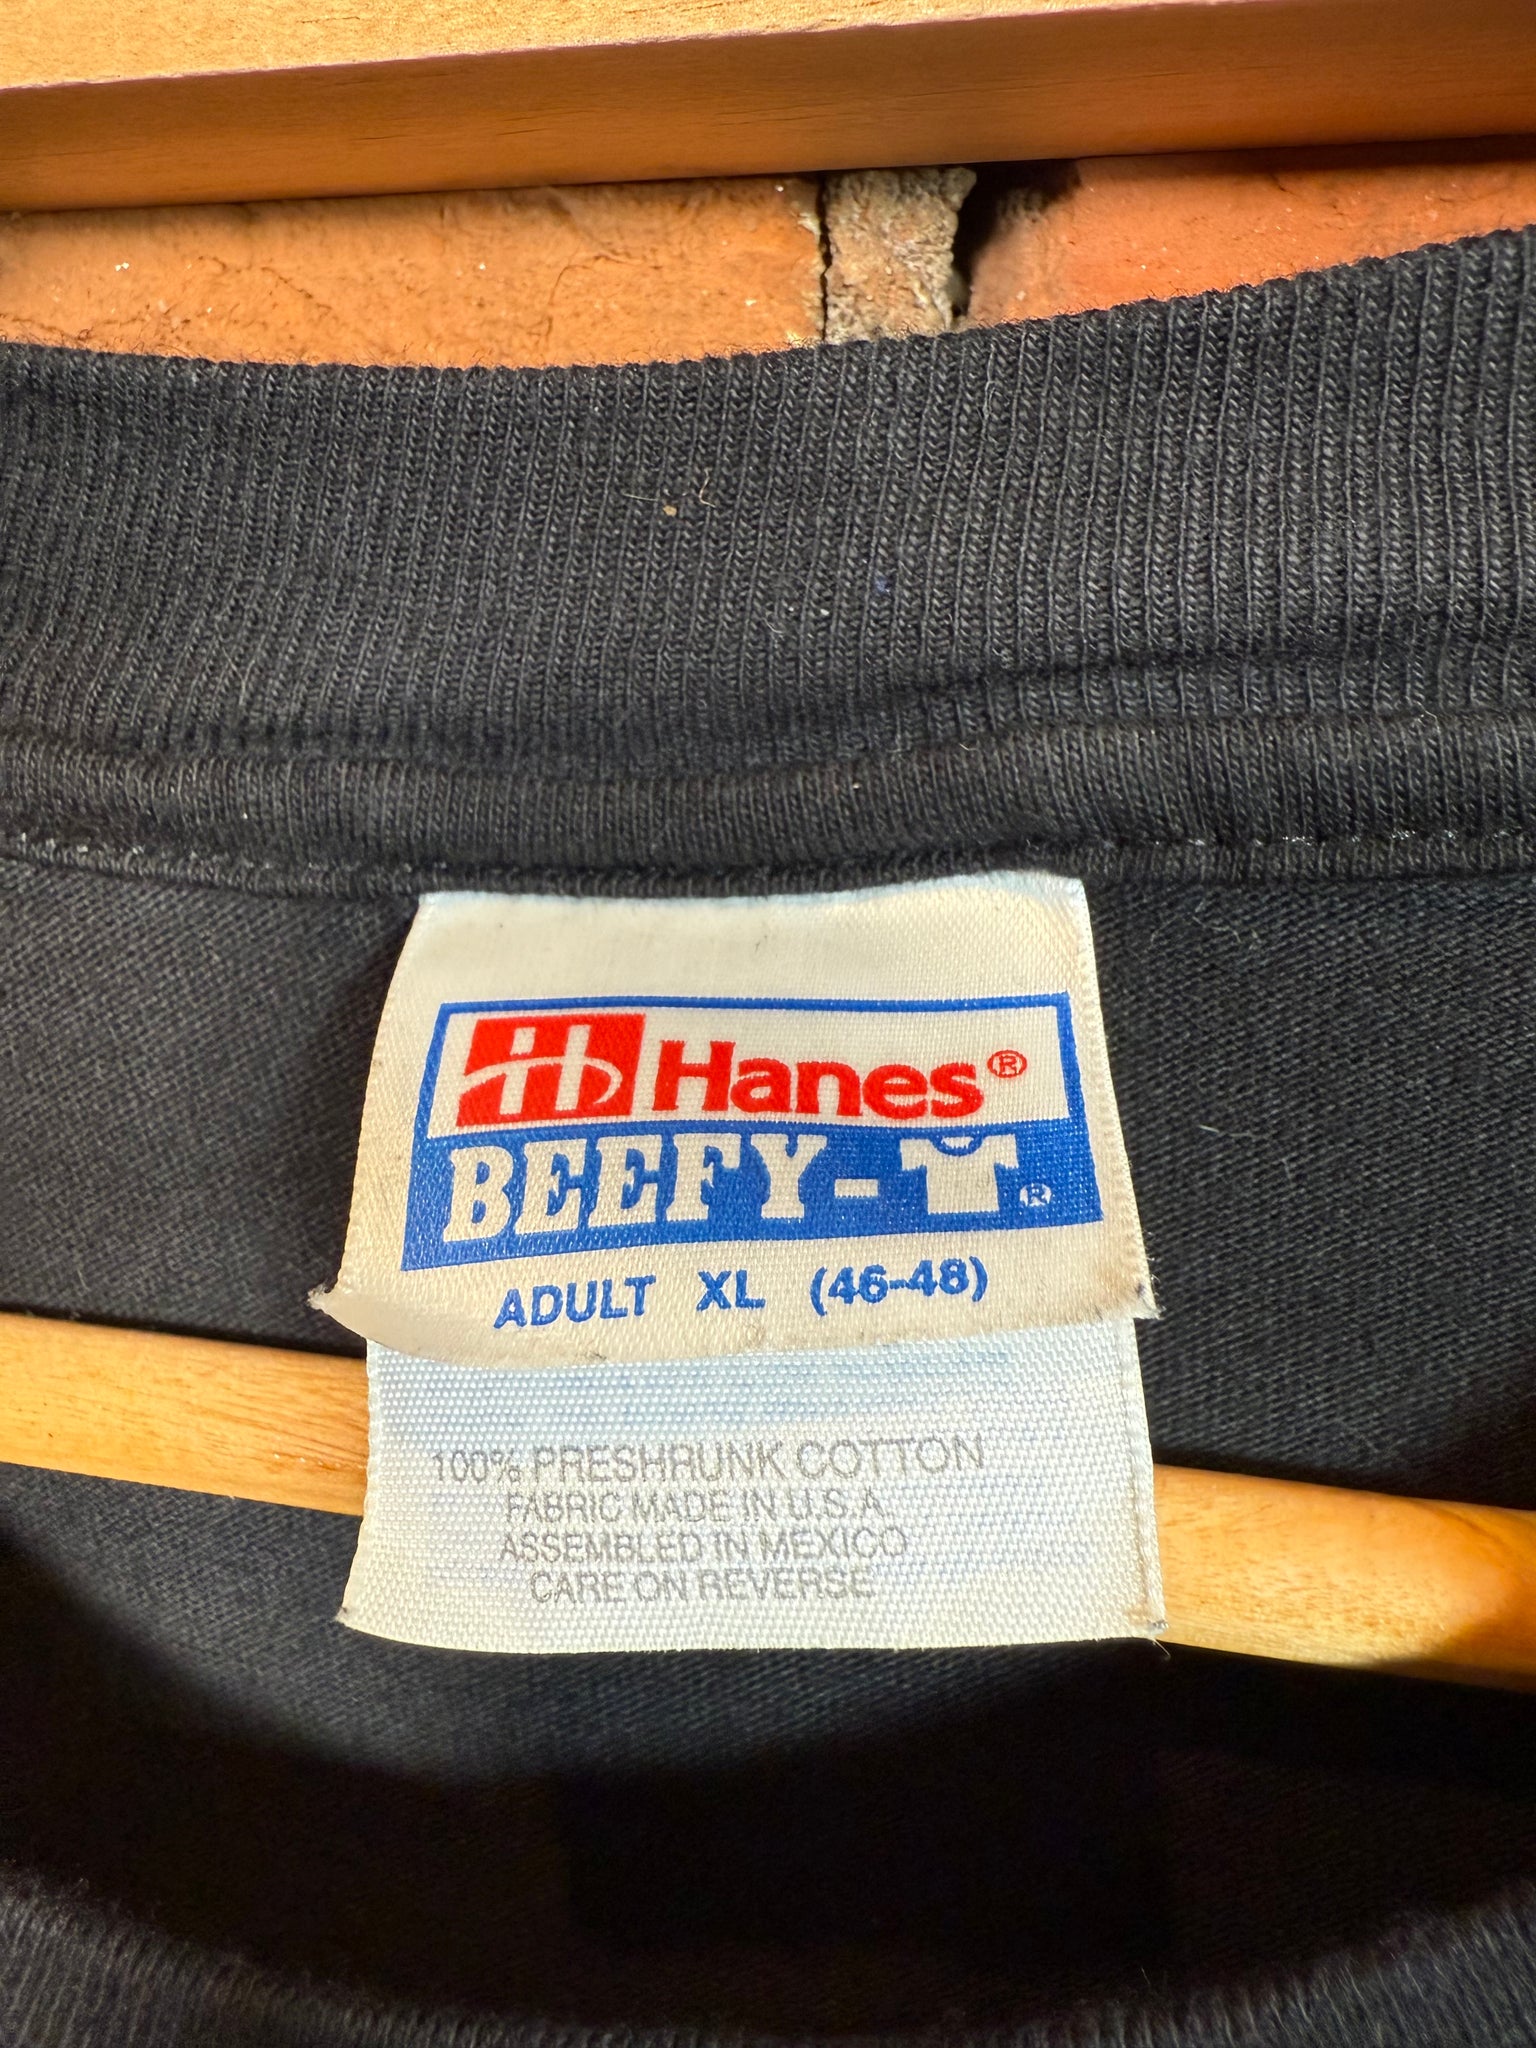 Hanes®
BEEFY-T®
ADULT XL (46-48)
100% PRESHRUNK COTTON
FABRIC MADE IN U.S.A
ASSEMBLED IN MEXICO
CARE ON REVERSE